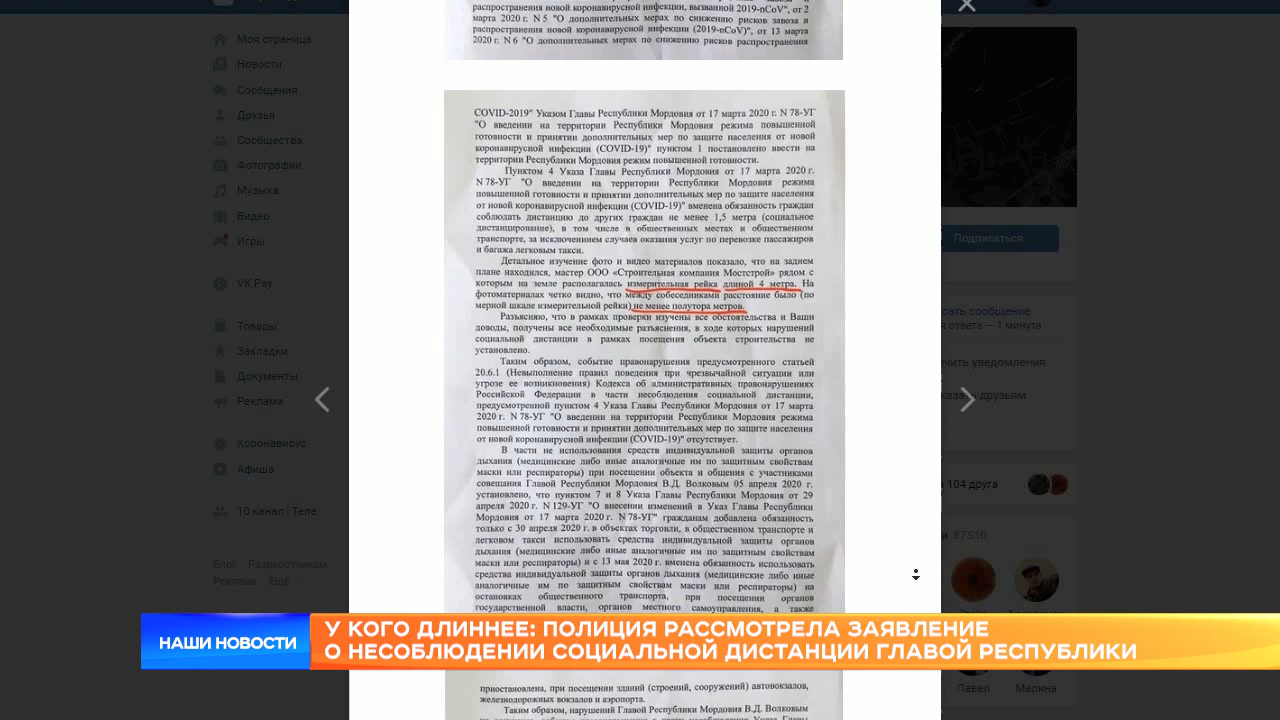 распространения новой коронавирусной инфекции, вызванной 2019-nCoV", от 2
марта 2020 г. N 5 "О дополнительных мерах по снижению рисков завоза и
распространения новой коронавирусной инфекции (2019-nCoV)", от 13 марта
2020 г. N 6 "О дополнительных мерах по снижению рисков распространения
COVID-2019" Указом Главы Республики Мордовия от 17 марта 2020 г. N 78-УГ
"О введении на территории Республики Мордовия режима повышенной
готовности и принятии дополнительных мер по защите населения от новой
коронавирусной инфекции (COVID-19)" пунктом 1 постановлено ввести на
территории Республики Мордовия режим повышенной готовности.
Пунктом 4 Указа Главы Республики Мордовия от 17 марта 2020 г.
N 78-УГ "О введении на территории Республики Мордовия режима
повышенной готовности и принятии дополнительных мер по защите населения
от новой коронавирусной инфекции (COVID-19)" вменена обязанность граждан
соблюдать дистанцию до других граждан не менее 1,5 метра (социальное
дистанцирование), в том числе в общественных местах и общественном
транспорте, за исключением случаев оказания услуг по перевозке пассажиров
и багажа легковым такси.
Детальное изучение фото и видео материалов показало, что на заднем
плане находился, мастер ООО «Строительная компания Мостстрой» рядом с
которым на земле располагалась измерительная рейка длиной 4 метра. На
фотоматериалах четко видно, что между собеседниками расстояние было (по
мерной шкале измерительной рейки) не менее полутора метров.
Разъясняю, что в рамках проверки изучены все обстоятельства и Ваши
доводы, получены все необходимые разъяснения, в ходе которых нарушений
социальной дистанции в рамках посещения объекта строительства не
установлено.
Таким образом, событие правонарушения предусмотренного статьей
20.6.1 (Невыполнение правил поведения при чрезвычайной ситуации или
угрозе ее возникновения) Кодекса об административных правонарушениях
Российской Федерации в части несоблюдения социальной дистанции,
предусмотренной пунктом 4 Указа Главы Республики Мордовия от 17 марта
2020 г. N 78-УГ "О введении на территории Республики Мордовия режима
повышенной готовности и принятии дополнительных мер по защите населения
от новой коронавирусной инфекции (COVID-19)" отсутствует.
В части не использования средств индивидуальной защиты органов
дыхания (медицинские либо иные аналогичные им по защитным свойствам
маски или респираторы) при посещении объекта и общения с участниками
совещания Главой Республики Мордовия В.Д. Волковым 05 апреля 2020 г.
установлено, что пунктом 7 и 8 Указа Главы Республики Мордовия от 29
апреля 2020 г. N 129-УГ "О внесении изменений в Указ Главы Республики
Мордовия от 17 марта 2020 г. N 78-УГ" гражданам добавлена обязанность
только с 30 апреля 2020 г. в объектах торговли, в общественном транспорте и
легковом такси использовать средства индивидуальной защиты органов
дыхания (медицинские либо иные аналогичные им по защитным свойствам
маски или респираторы) и с 13 мая 2020 г. вменена обязанность использовать
средства индивидуальной защиты органов дыхания (медицинские либо иные
аналогичные им по защитным свойствам маски или респираторы) на
остановках общественного транспорта, при посещении органов
государственной власти, органов местного самоуправления, а также
приостановлена, при посещении зданий (строений, сооружений) автовокзалов,
железнодорожных вокзалов и аэропорта.
Таким образом, нарушений Главой Республики Мордовия В.Д. Волковым
Моя страница
Новости
Сообщения
Друзья
Сообщества
Фотографии
Музыка
Видео
Игры
VK Pay
Товары
Закладки
Документы
Реклама
Коронавирус
Афиша
10 канал | Теле
Блог Разработчикам
Реклама Ещё
Подписаться
сать сообщение
я ответа — 1 минута
чить уведомления
казать друзьям
104 друга
и 87 510
Павел
Марина
НАШИ НОВОСТИ
У КОГО ДЛИННЕЕ: ПОЛИЦИЯ РАССМОТРЕЛА ЗАЯВЛЕНИЕ
О НЕСОБЛЮДЕНИИ СОЦИАЛЬНОЙ ДИСТАНЦИИ ГЛАВОЙ РЕСПУБЛИКИ